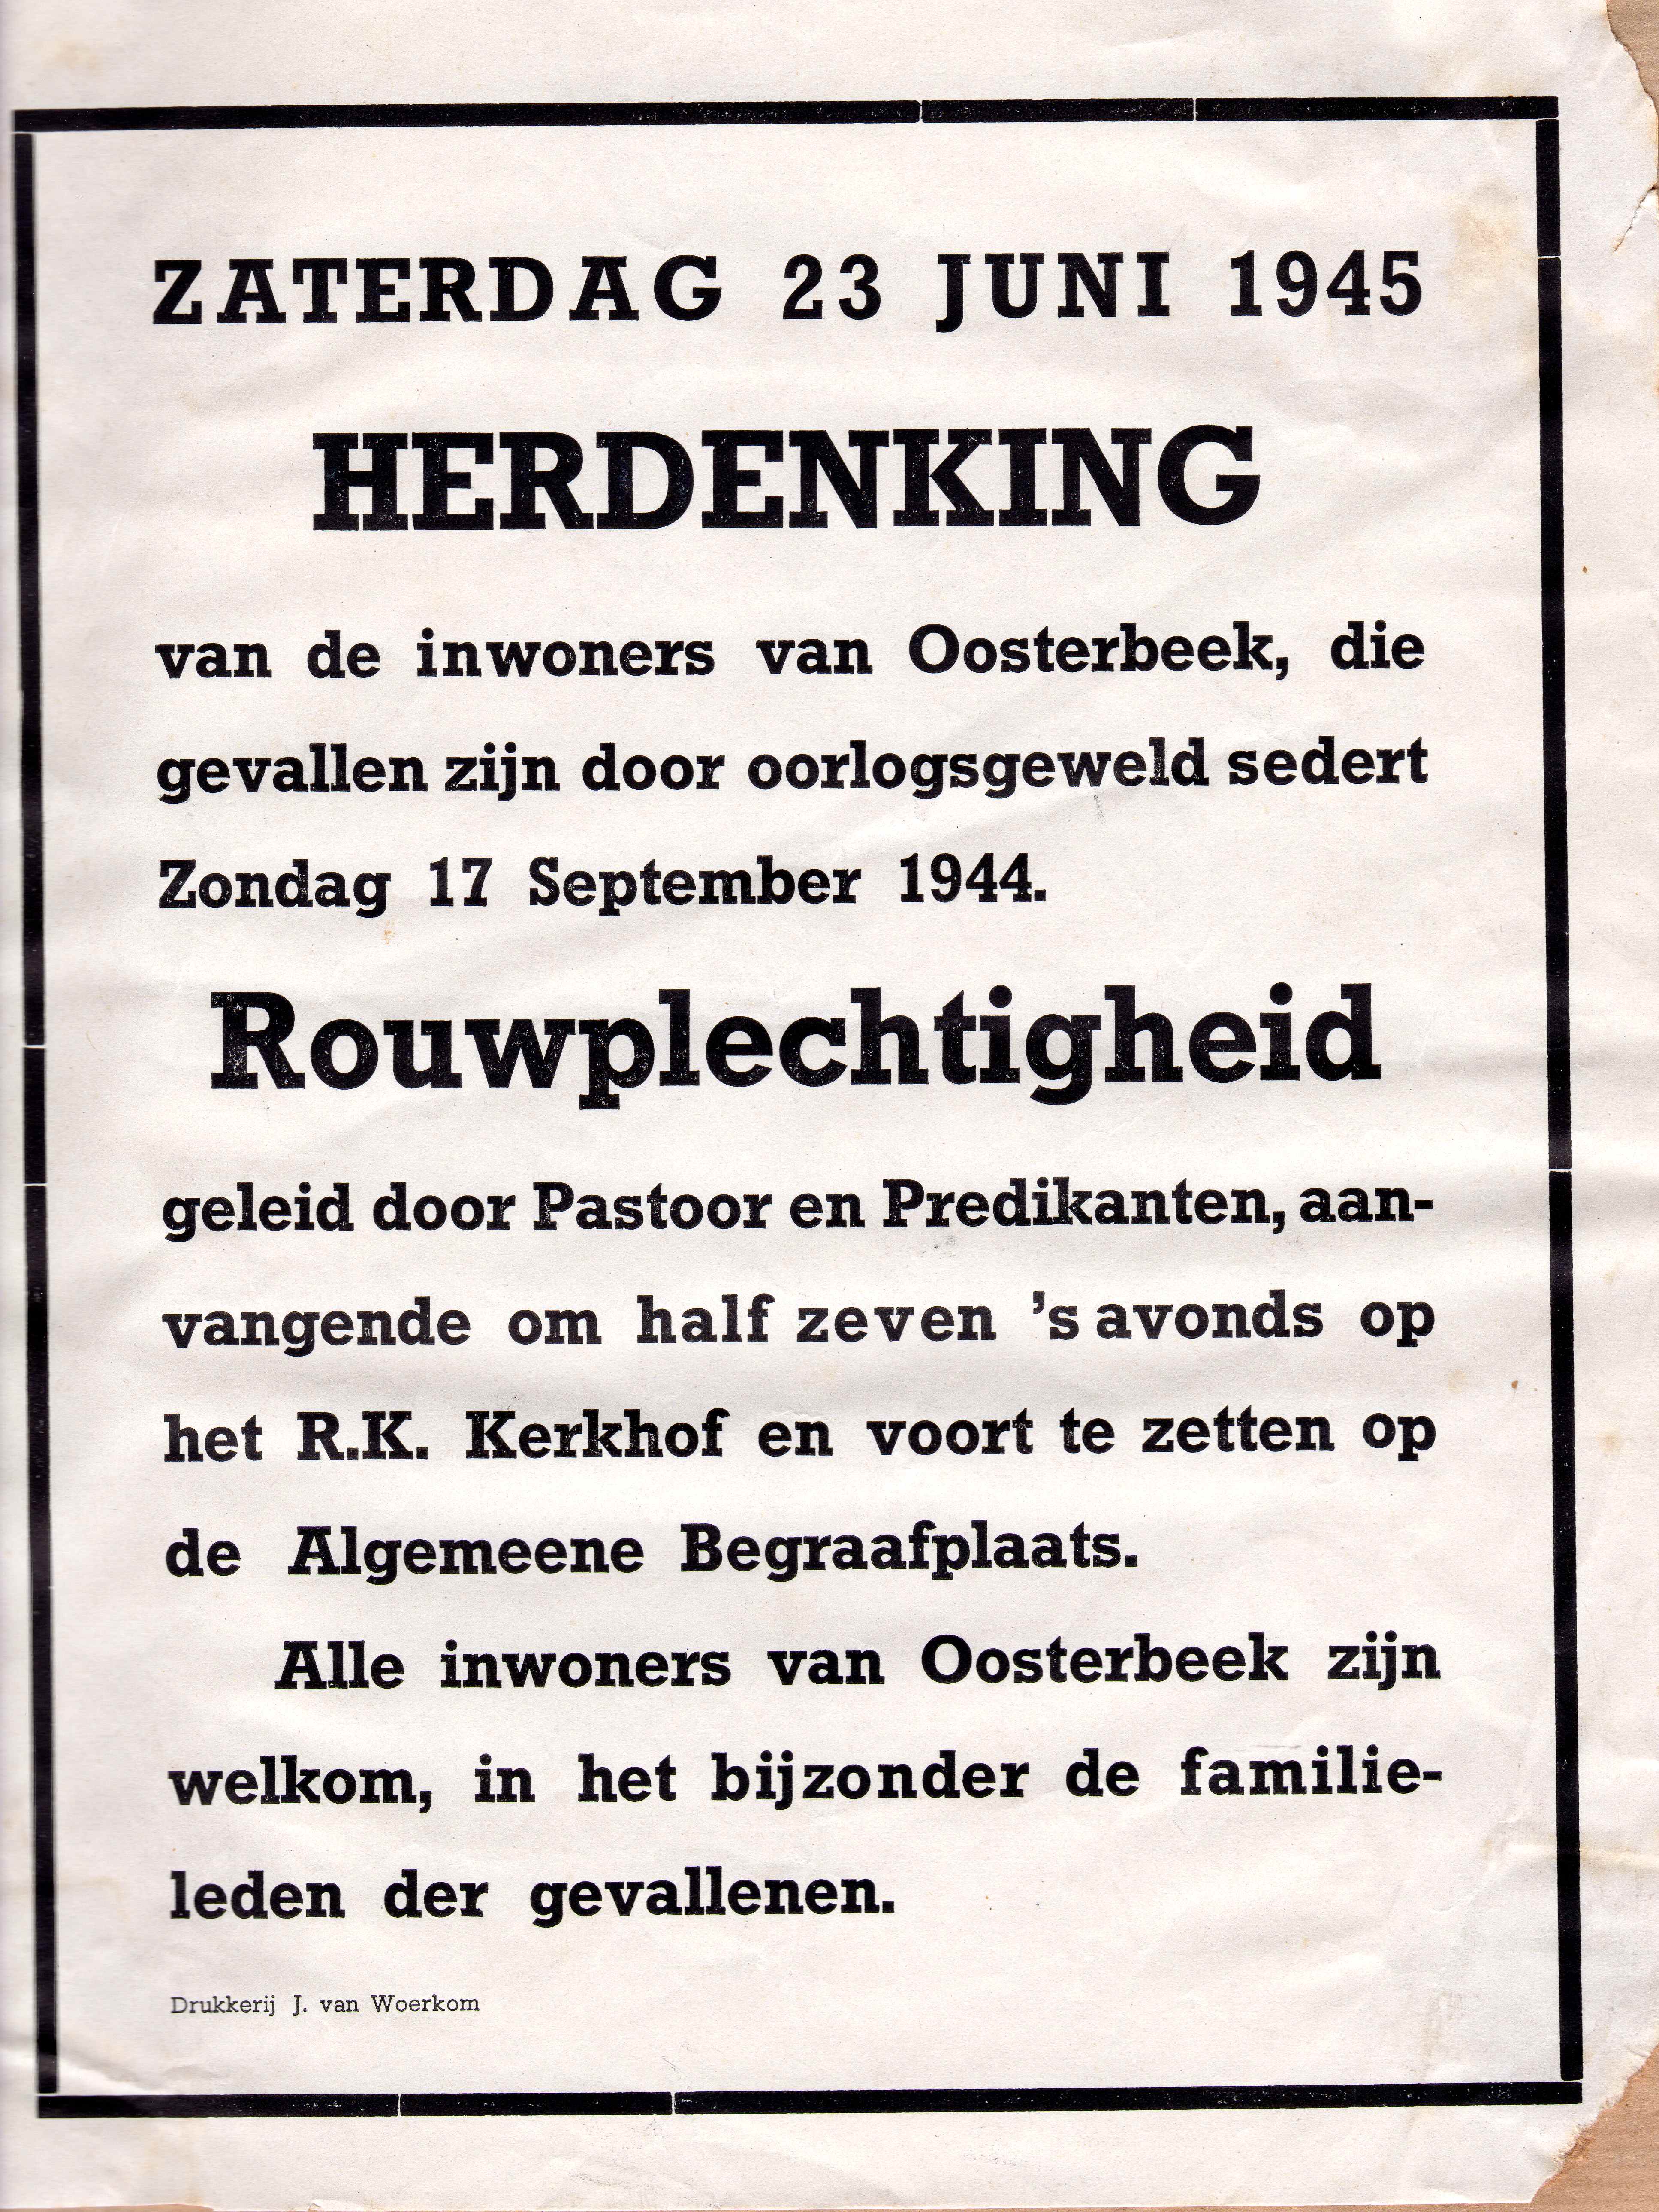 ZATERDAG 23 JUNI 1945
HERDENKING
van de inwoners van Oosterbeek, die
gevallen zijn door oorlogsgeweld sedert
Zondag 17 September 1944.
Rouwplechtigheid
geleid door Pastoor en Predikanten, aan-
vangende om half zeven 's avonds op
het R.K. Kerkhof en voort te zetten op
de Algemeene Begraafplaats.
Alle inwoners van Oosterbeek zijn
welkom, in het bijzonder de familie-
leden der gevallenen.
Drukkerij J. van Woerkom